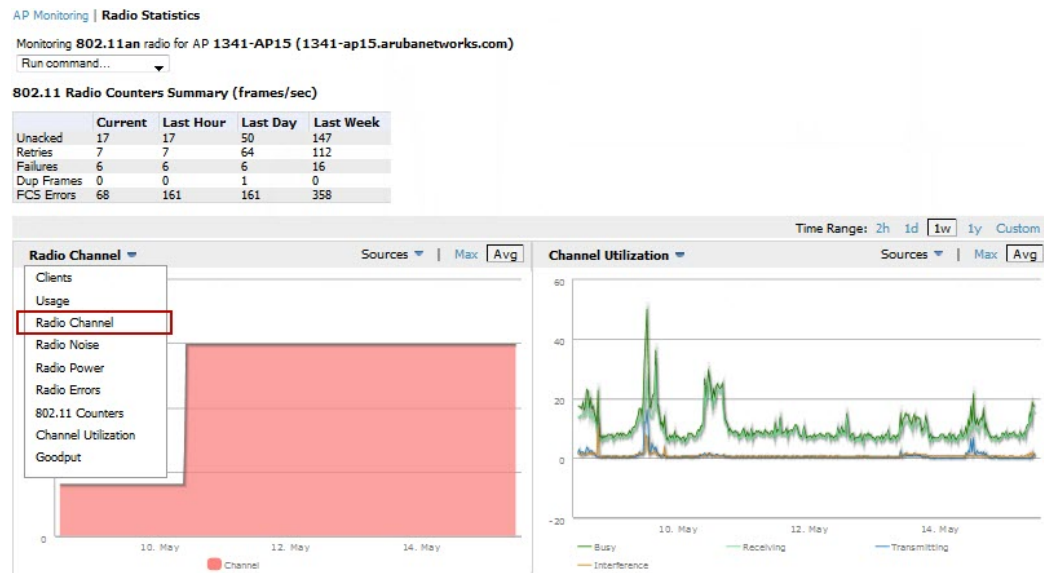 AP Monitoring | Radio Statistics
Monitoring 802.11an radio for AP 1341-AP15 (1341-ap15.arubanetworks.com)
Run command...
802.11 Radio Counters Summary (frames/sec)
Current Last Hour Last Day Last Week
Unacked 17 17 50 147
Retries 7 7 64 112
Failures 6 6 6 16
Dup Frames 0 0 1 0
FCS Errors 68 161 161 358
Time Range: 2h 1d 1w 1y Custom
Radio Channel Sources | Max Avg
Clients
Usage
Radio Channel
Radio Noise
Radio Power
Radio Errors
802.11 Counters
Channel Utilization
Goodput
0
10. May 12. May 14. May
Channel
Channel Utilization Sources | Max Avg
60
40
20
0
-20
10. May 12. May 14. May
Busy Receiving Transmitting
Interference